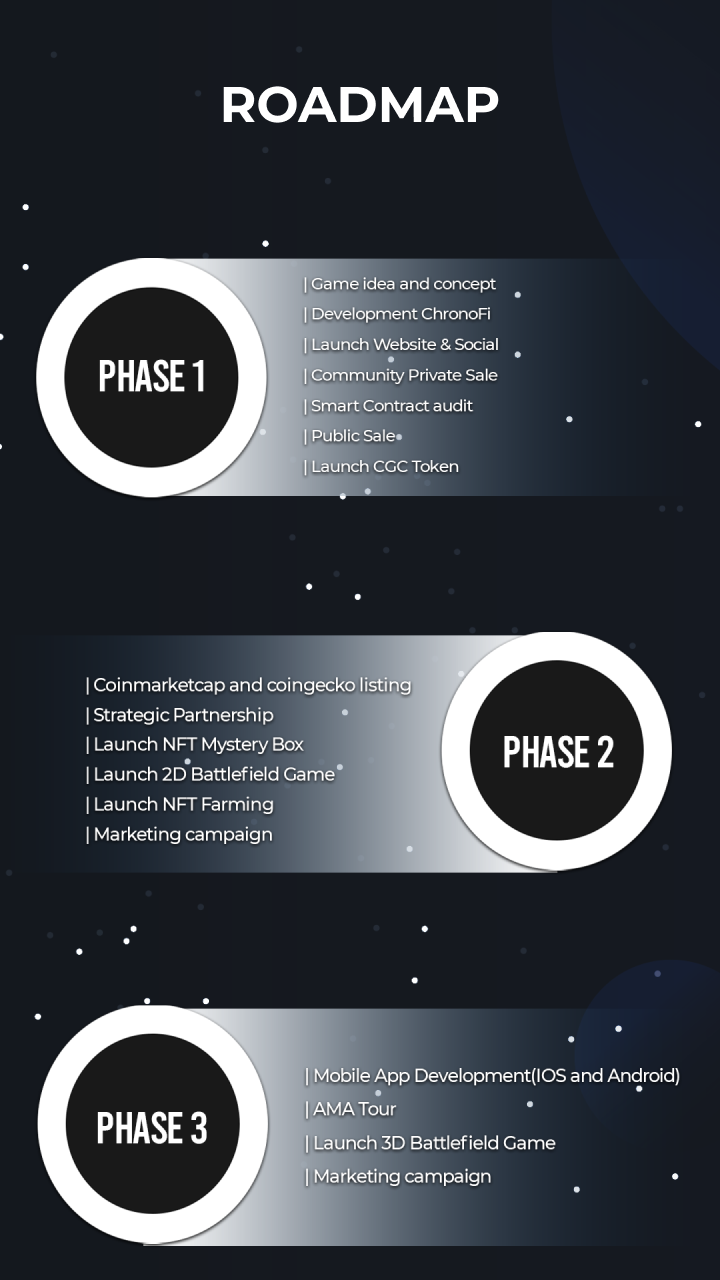 ROADMAP
PHASE 1
| Game idea and concept
| Development ChronoFi
| Launch Website & Social
| Community Private Sale
| Smart Contract audit
| Public Sale
| Launch CGC Token
| Coinmarketcap and coingecko listing
| Strategic Partnership
| Launch NFT Mystery Box
| Launch 2D Battlefield Game
| Launch NFT Farming
| Marketing campaign
PHASE 2
PHASE 3
| Mobile App Development(IOS and Android)
| AMA Tour
| Launch 3D Battlefield Game
| Marketing campaign